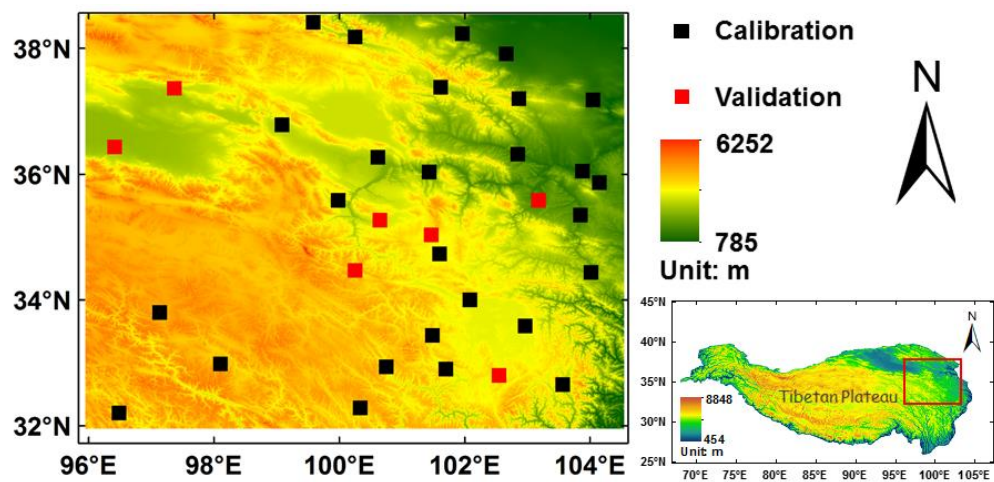 38°N
36°N
34°N
32°N
96°E 98°E 100°E 102°E 104°E
Calibration
Validation
6252
785
Unit: m
N
45°N
40°N
35°N
30°N
25°N
70°E 75°E 80°E 85°E 90°E 95°E 100°E 105°E
N
Tibetan Plateau
8848
454
Unit: m